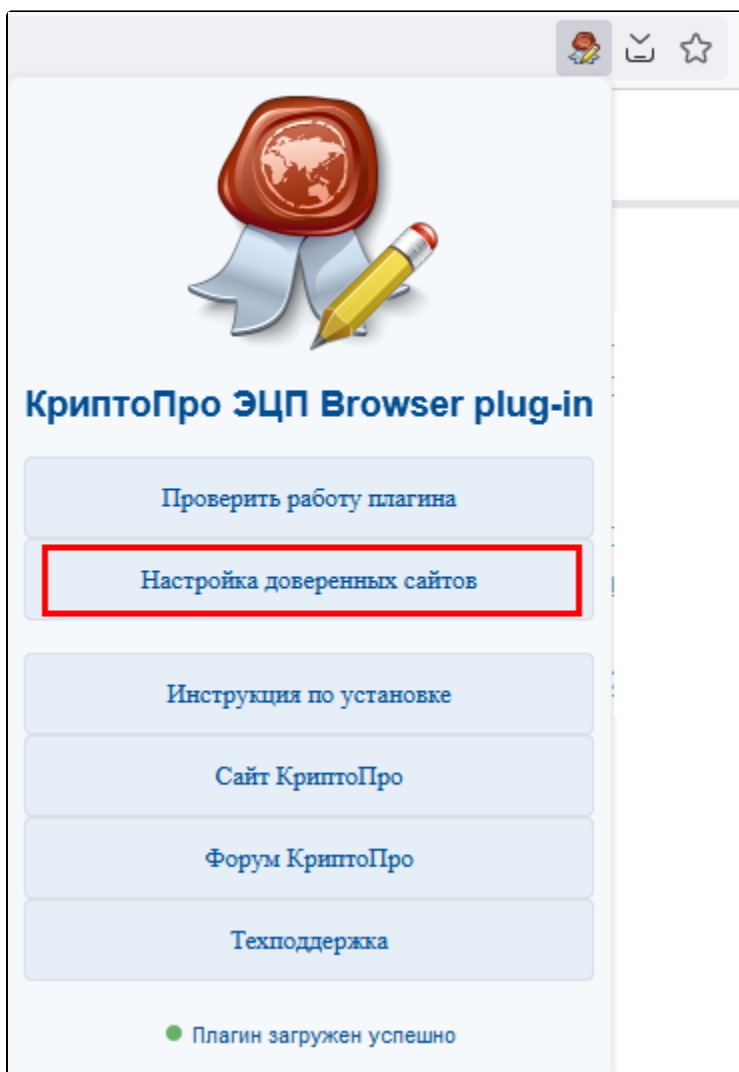 КриптоПро ЭЦП Browser plug-in
Проверить работу плагина
Настройка доверенных сайтов
Инструкция по установке
Сайт КриптоПро
Форум КриптоПро
Техподдержка
Плагин загружен успешно